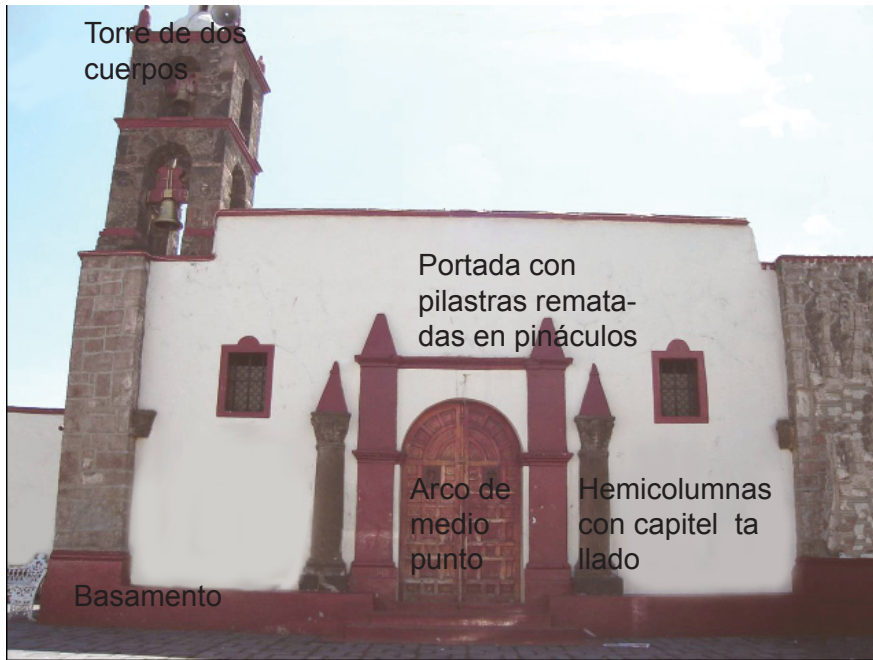 Torre de dos
cuerpos
Portada con
pilastras remata-
das en pináculos
Arco de
medio
punto
Hemicolumnas
con capitel ta
llado
Basamento